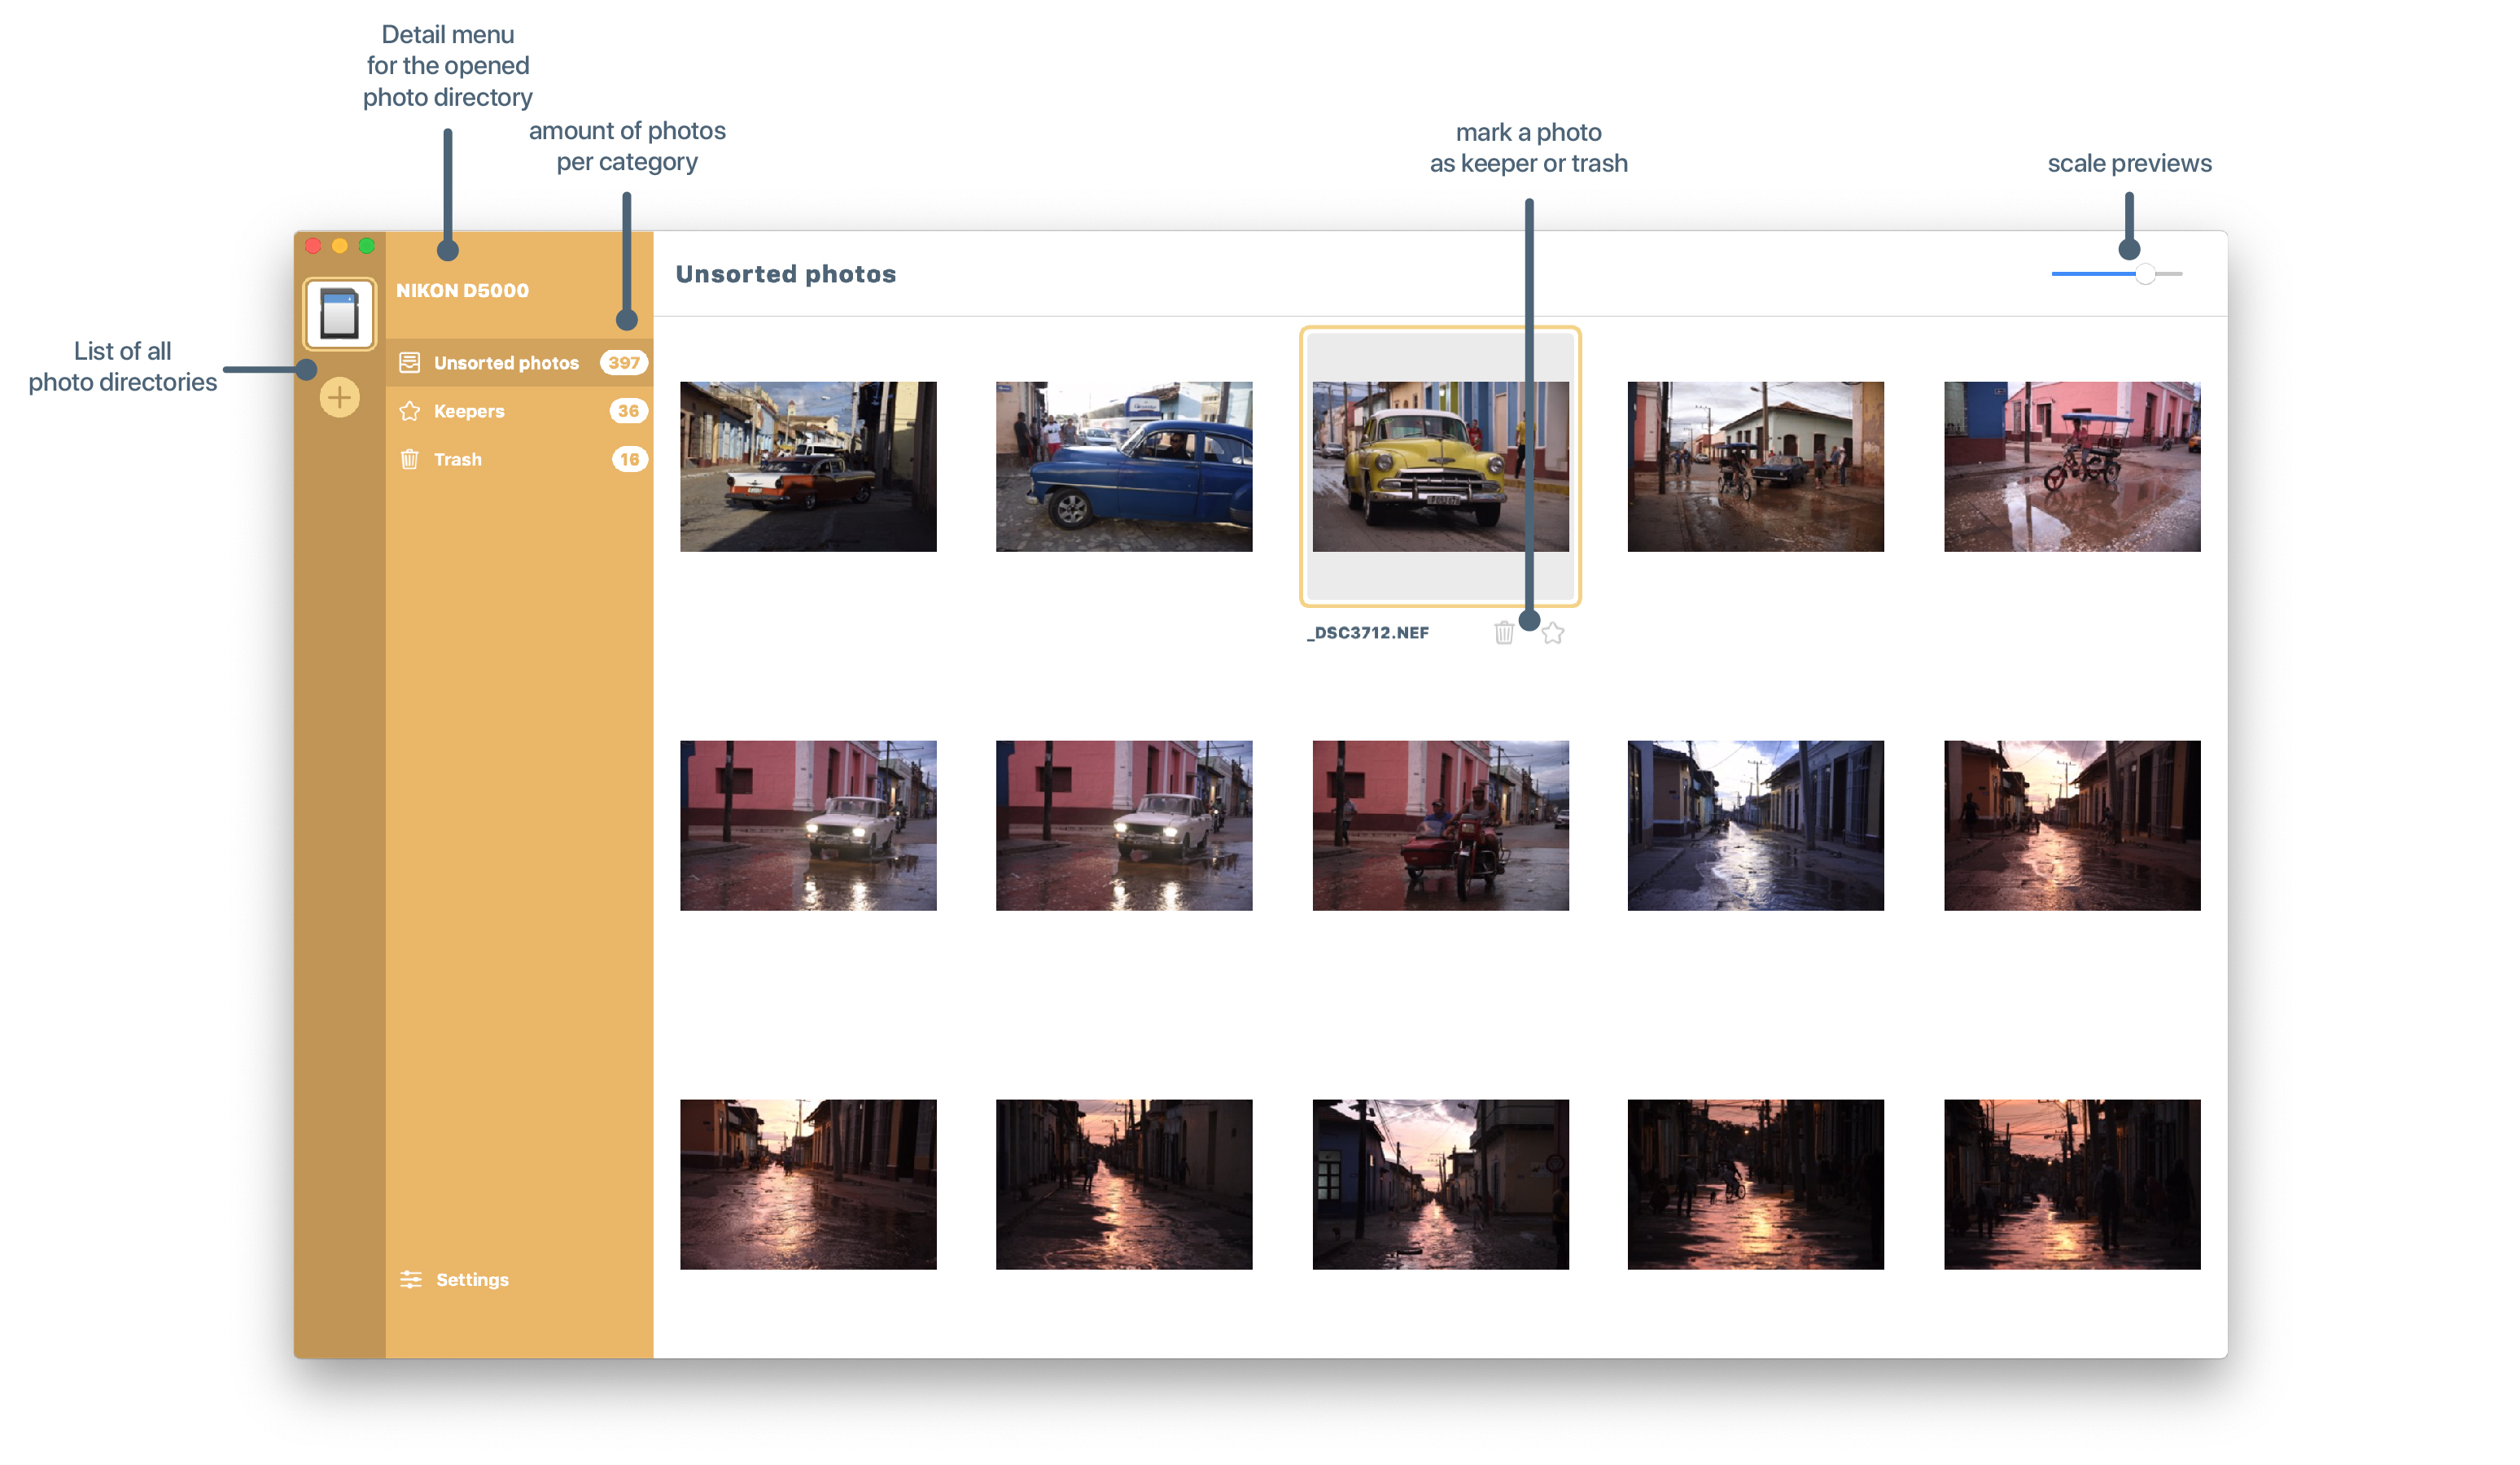 Detail menu
for the opened
photo directory
amount of photos
per category
mark a photo
as keeper or trash
scale previews
List of all
photo directories
NIKON D5000
Unsorted photos 397
Keepers 36
Trash 16
Settings
Unsorted photos
_DSC3712.NEF